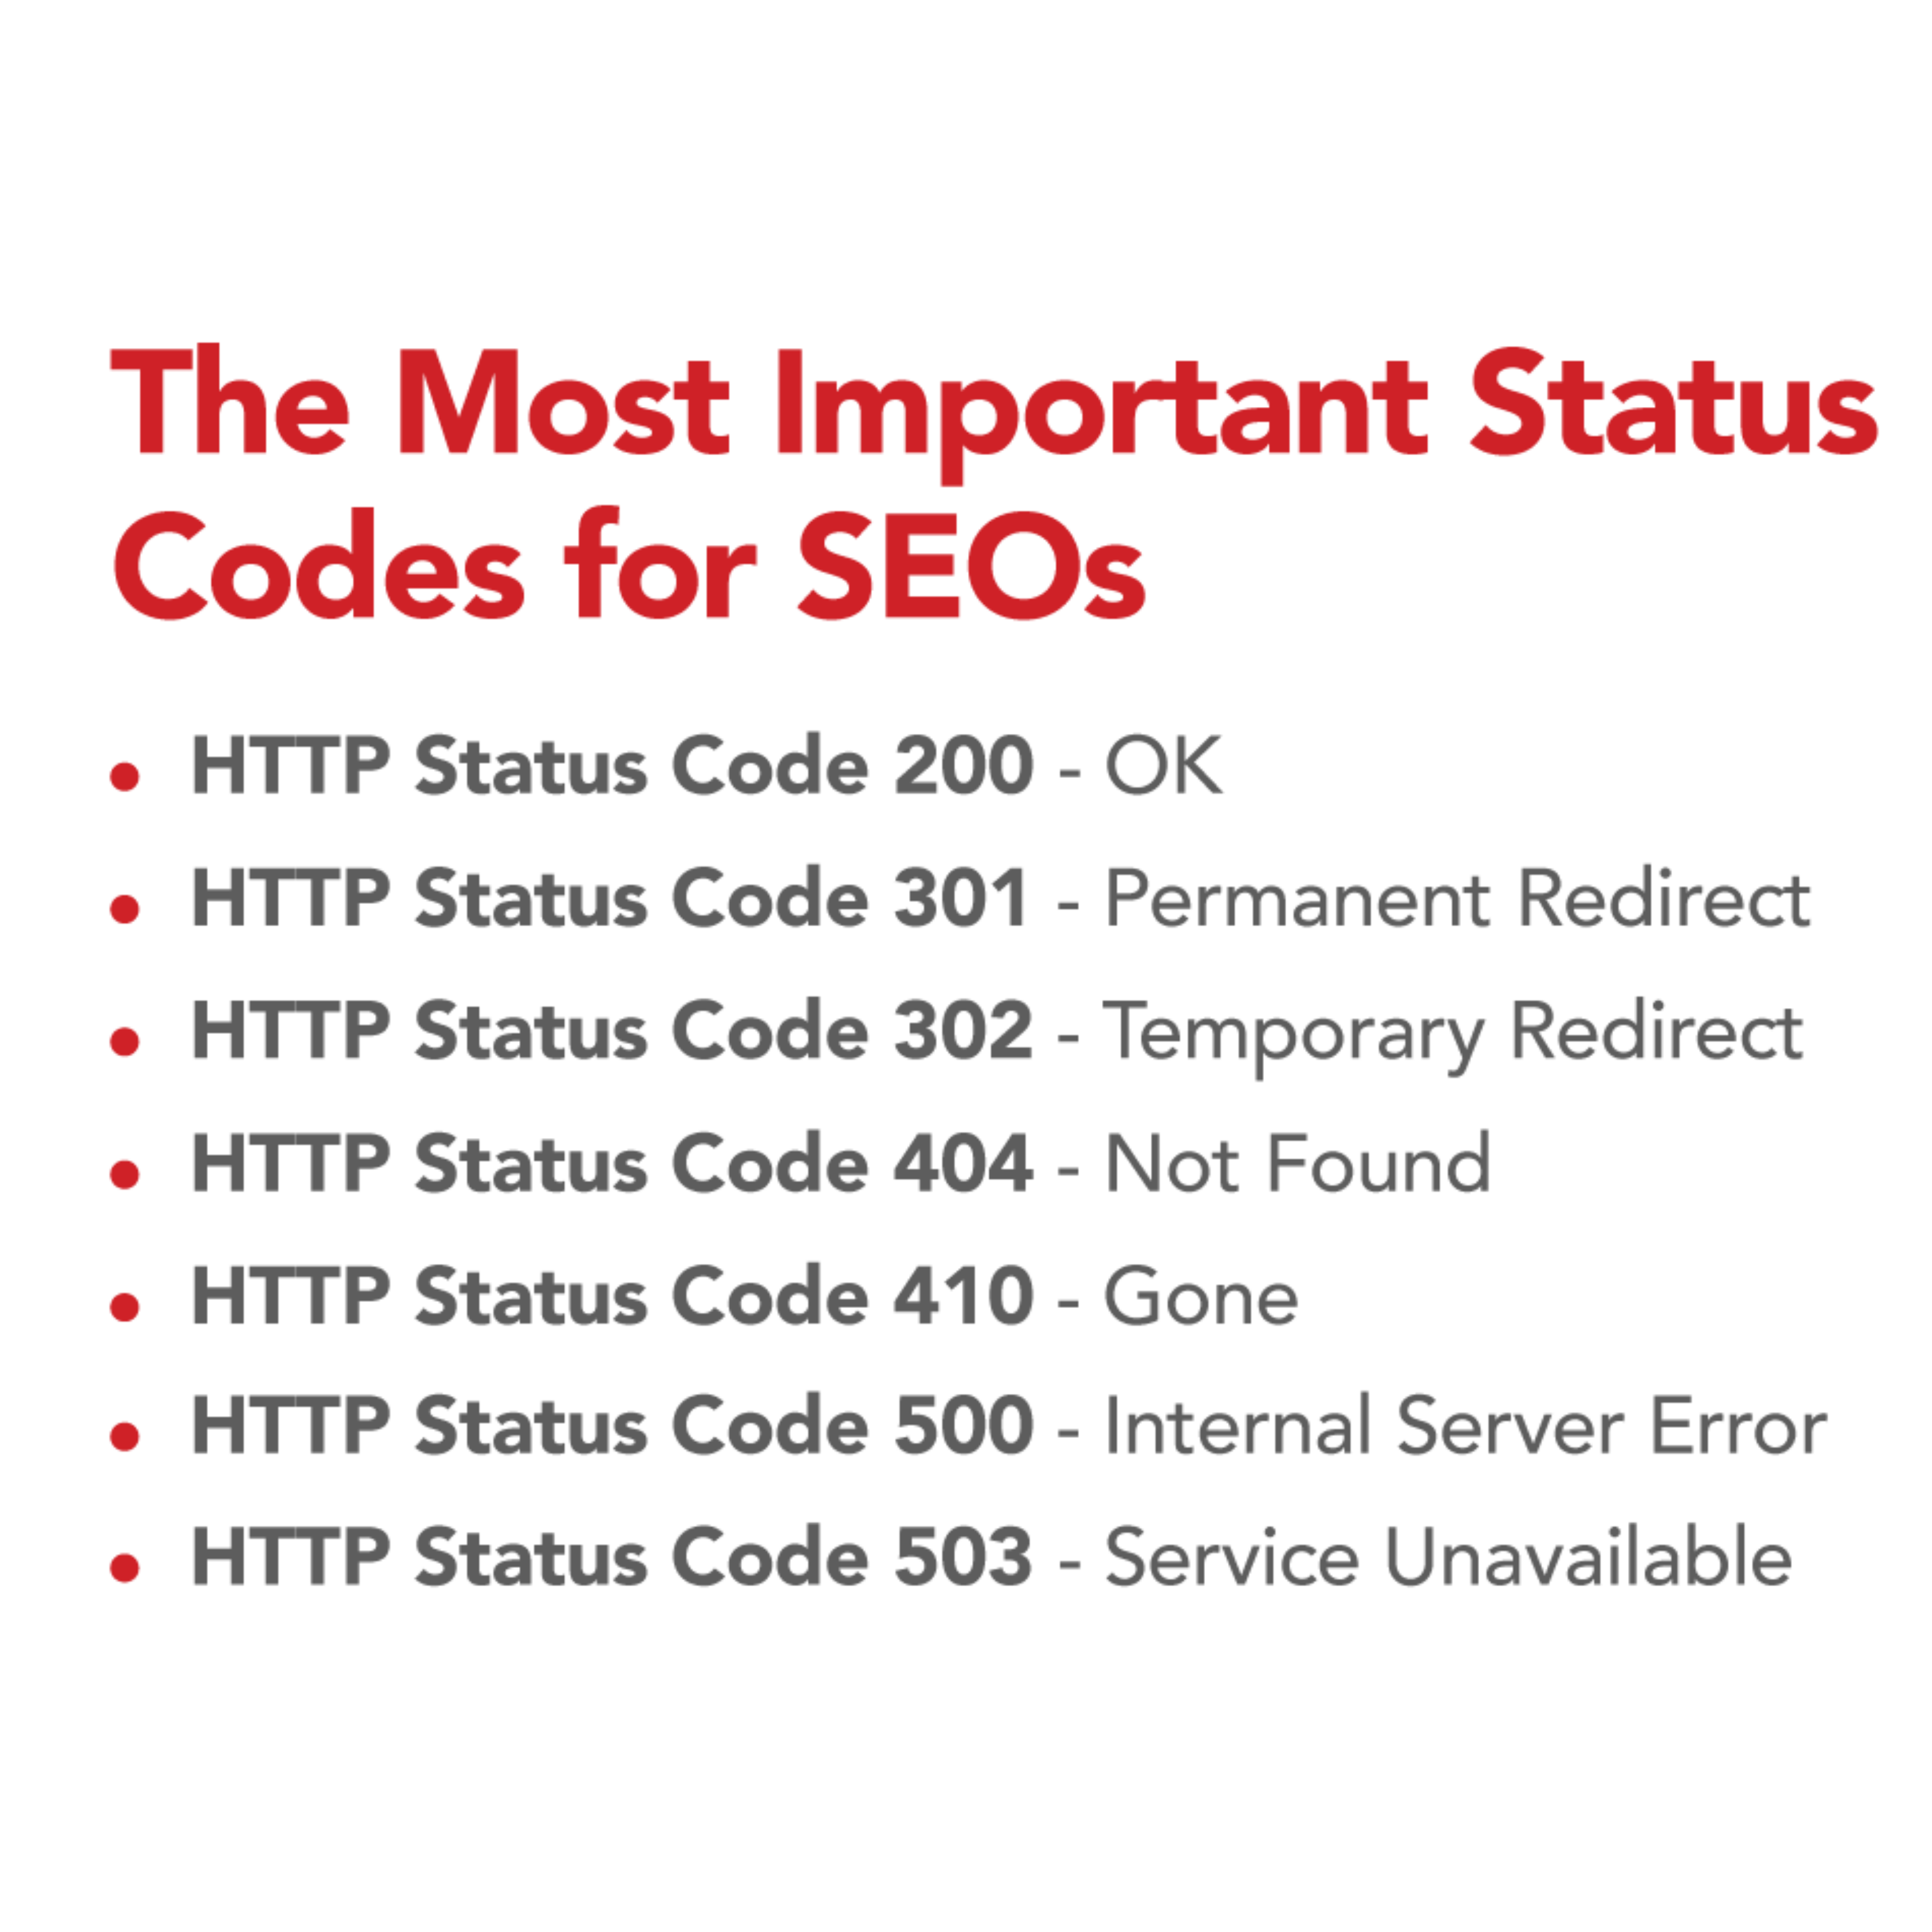 The Most Important Status
Codes for SEOs
• HTTP Status Code 200 - OK
• HTTP Status Code 301 - Permanent Redirect
• HTTP Status Code 302 - Temporary Redirect
• HTTP Status Code 404 - Not Found
• HTTP Status Code 410 - Gone
• HTTP Status Code 500 - Internal Server Error
• HTTP Status Code 503 - Service Unavailable